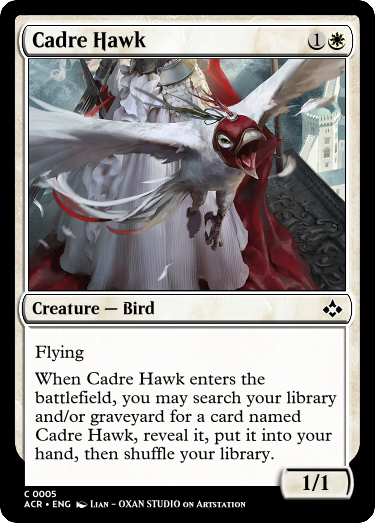 Cadre Hawk 1
Creature — Bird
Flying
When Cadre Hawk enters the
battlefield, you may search your library
and/or graveyard for a card named
Cadre Hawk, reveal it, put it into your
hand, then shuffle your library.
1/1
C 0005
ACR • ENG Lian – OXAN STUDIO on Artstation